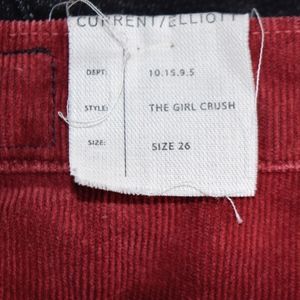 CURRENT/ELLIOTT
DEPT: 10.15.9.5
STYLE: THE GIRL CRUSH
SIZE: SIZE 26